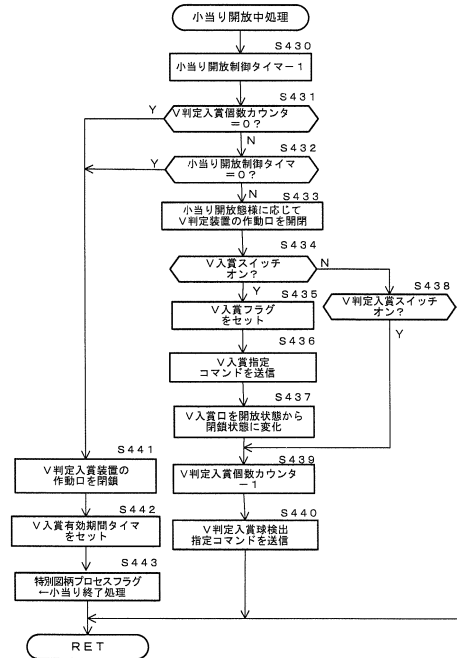 小当り開放中処理
S430
小当り開放制御タイマ－1
S431
Y
V判定入賞個数カウンタ
＝0？
N
S432
Y
小当り開放制御タイマ
＝0？
N
S433
小当り開放態様に応じて
V判定装置の作動口を開閉
S434
V入賞スイッチ
オン？
N
Y
S438
V判定入賞スイッチ
オン？
Y
S435
V入賞フラグ
をセット
S436
V入賞指定
コマンドを送信
S437
V入賞口を開放状態から
閉鎖状態に変化
S439
V判定入賞個数カウンタ
－1
S440
V判定入賞球検出
指定コマンドを送信
S441
V判定入賞装置の
作動口を閉鎖
S442
V入賞有効期間タイマ
をセット
S443
特別図柄プロセスフラグ
←小当り終了処理
RET